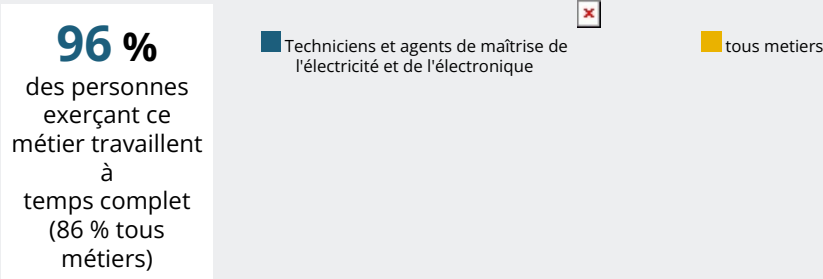 96 %
des personnes
exerçant ce
métier travaillent
à
temps complet
(86 % tous
métiers)
Techniciens et agents de maîtrise de
l'électricité et de l'électronique
tous metiers